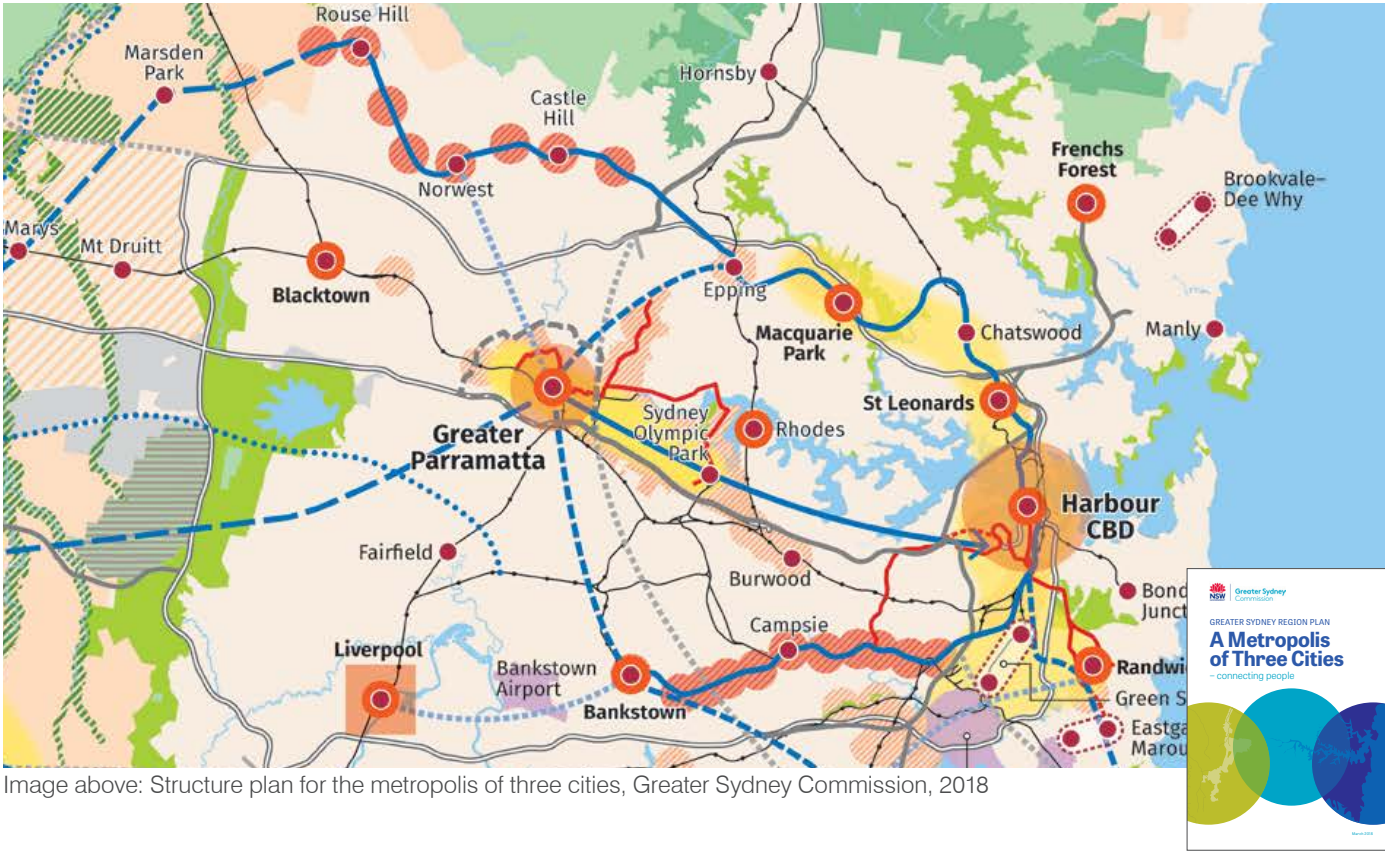 Rouse Hill
Marsden
Park
Hornsby
Castle
Hill
Norwest
Frenchs
Forest
Brookvale–
Dee Why
Marys
Mt Druitt
Blacktown
Epping
Macquarie
Park
Chatswood
Manly
St Leonards
Sydney
Olympic
Park
Rhodes
Greater
Parramatta
Harbour
CBD
Fairfield
Burwood
Bond
Junct
Campsie
Liverpool
Bankstown
Airport
Bankstown
Randwi
Green S
Eastga
Marou
NSW
Greater Sydney
Commission
GREATER SYDNEY REGION PLAN
A Metropolis
of Three Cities
– connecting people
March 2018
Image above: Structure plan for the metropolis of three cities, Greater Sydney Commission, 2018